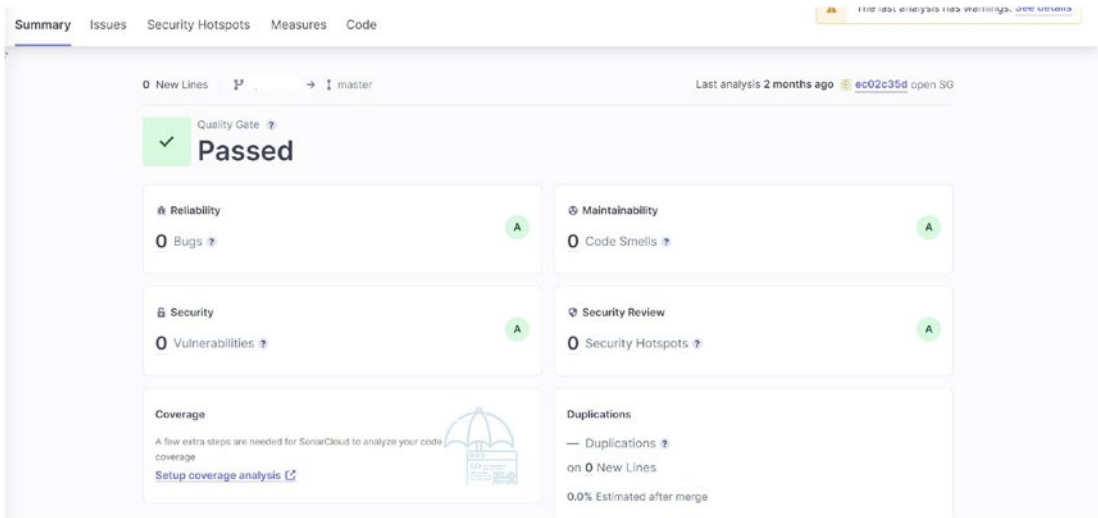 The last analysis has warnings. See details
Summary Issues Security Hotspots Measures Code
0 New Lines → master
Last analysis 2 months ago ec02c35d open SG
Quality Gate ?
Passed
Reliability
0 Bugs ?
A
Maintainability
0 Code Smells ?
A
Security
0 Vulnerabilities ?
A
Security Review
0 Security Hotspots ?
A
Coverage
A few extra steps are needed for SonarCloud to analyze your code
coverage
Setup coverage analysis
Duplications
— Duplications ?
on 0 New Lines
0.0% Estimated after merge